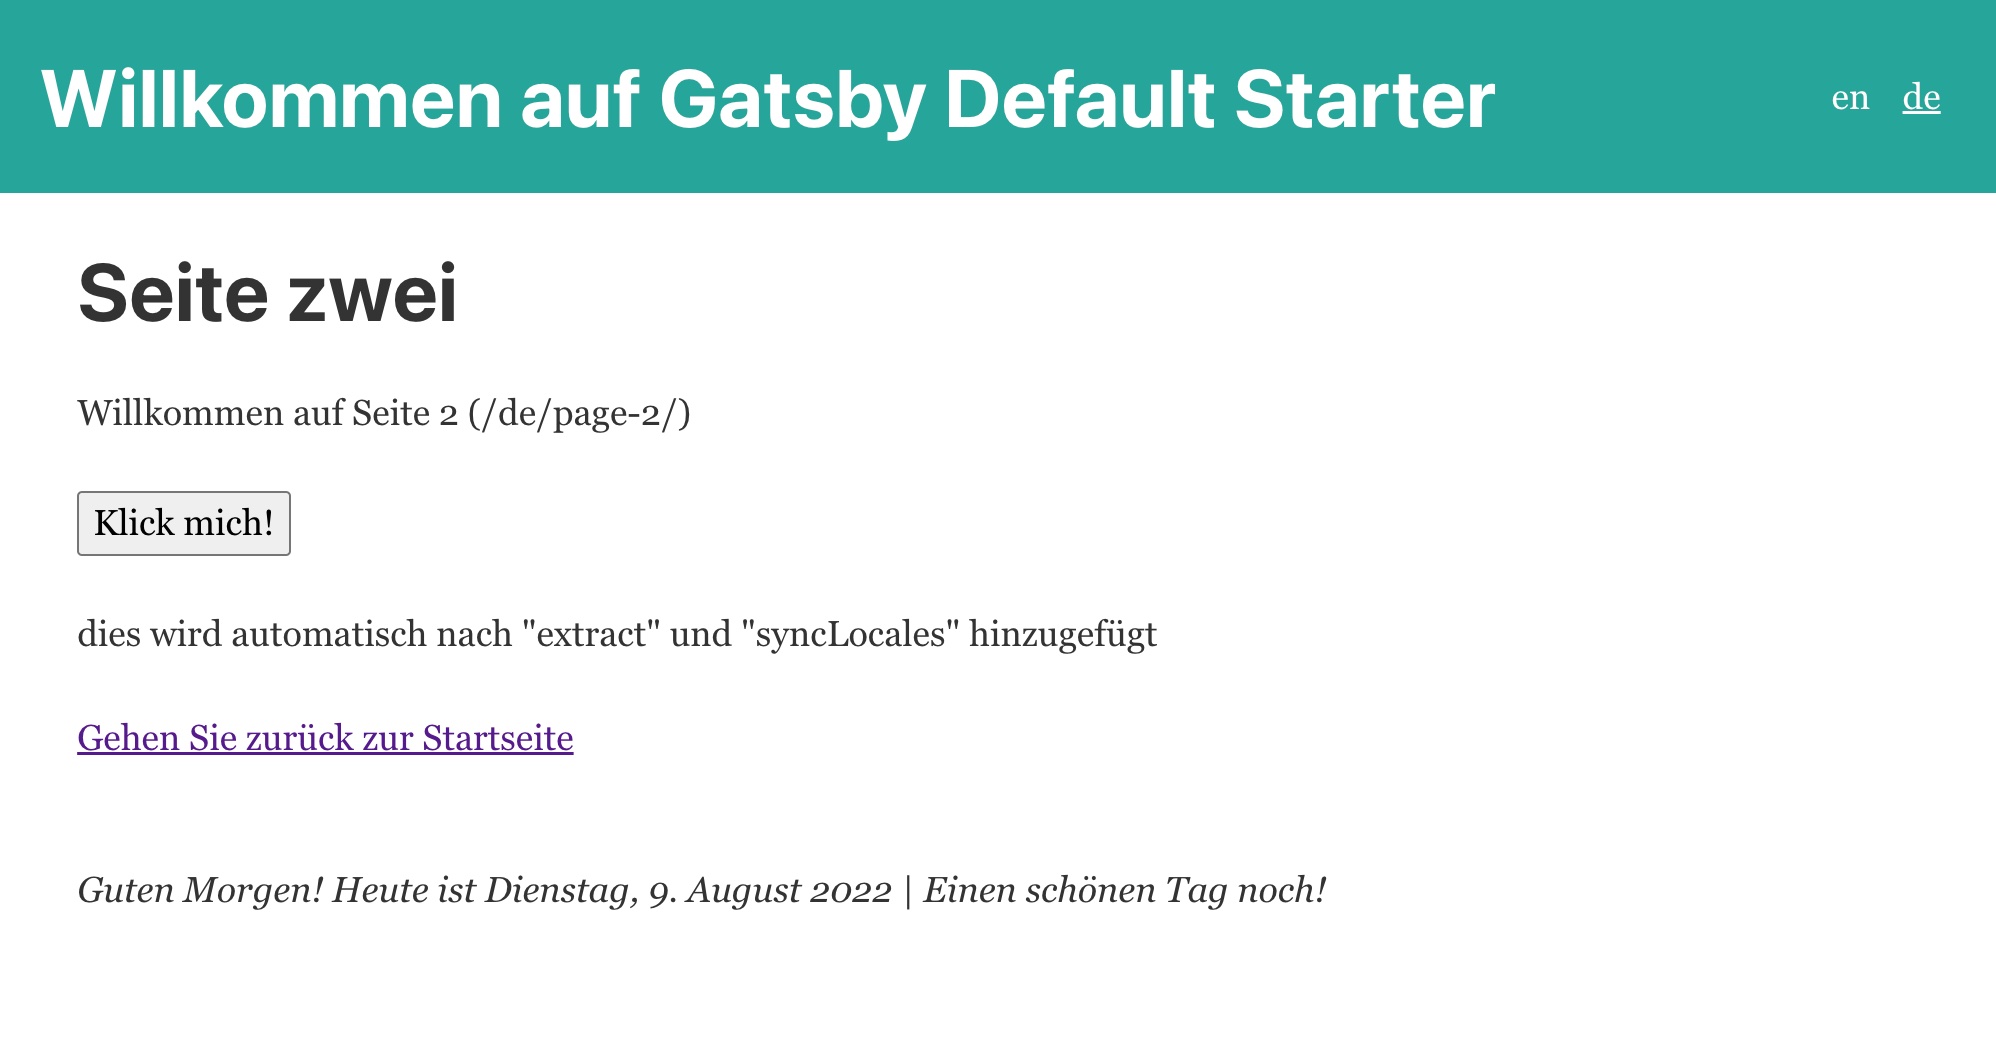 Willkommen auf Gatsby Default Starter
en de
Seite zwei
Willkommen auf Seite 2 (/de/page-2/)
Klick mich!
dies wird automatisch nach "extract" und "syncLocales" hinzugefügt
Gehen Sie zurück zur Startseite
Guten Morgen! Heute ist Dienstag, 9. August 2022 | Einen schönen Tag noch!